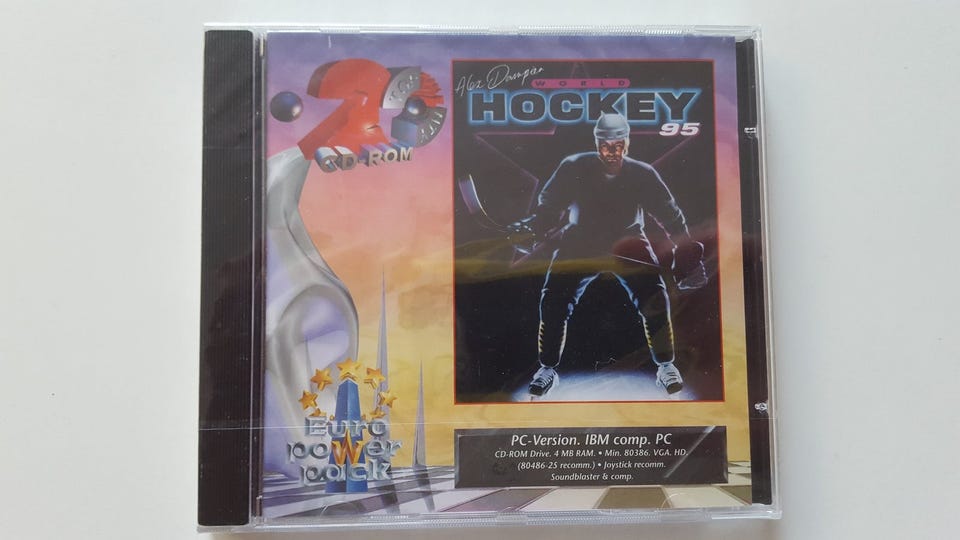 20
CD-ROM
Alex Dampier
WORLD
HOCKEY
95
Euro
power
pack
PC-Version. IBM comp. PC
CD-ROM Drive. 4 MB RAM. • Min. 80386. VGA. HD.
(80486-25 recomm.) • Joystick recomm.
Soundblaster & comp.